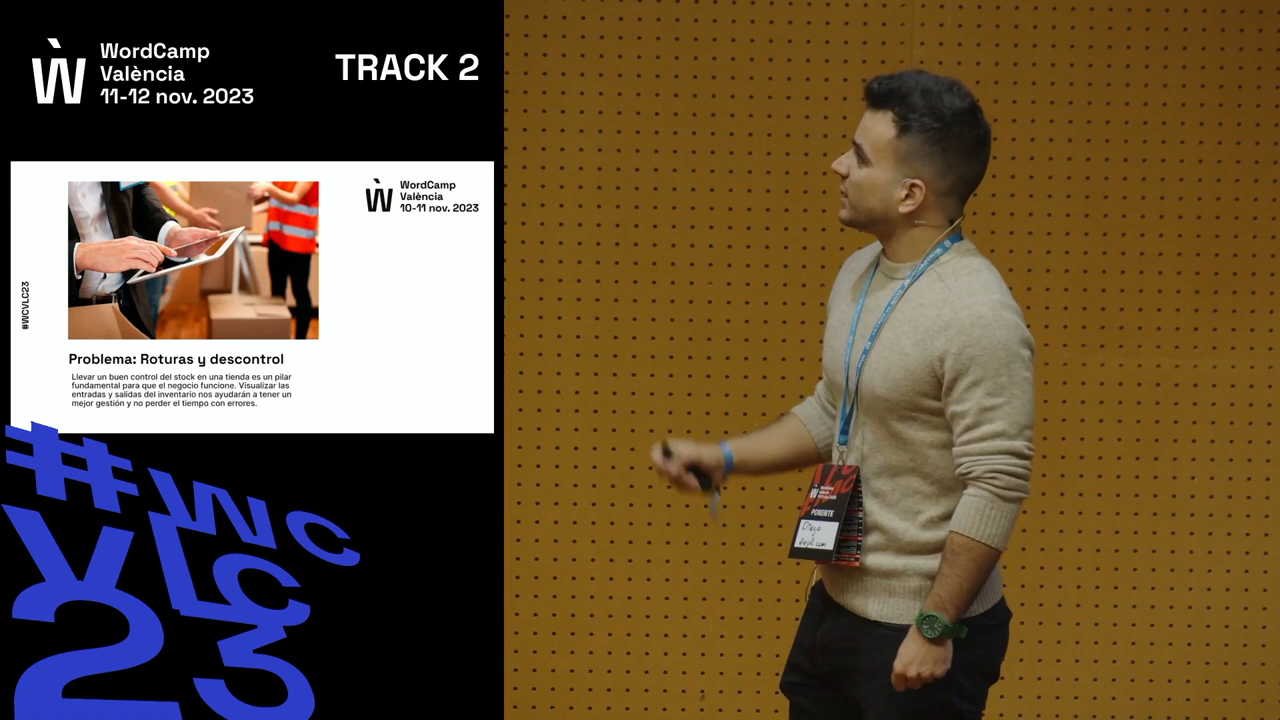 WordCamp
València
11-12 nov. 2023
TRACK 2
WordCamp
València
10-11 nov. 2023
#WCVLC23
Problema: Roturas y descontrol
Llevar un buen control del stock en una tienda es un pilar
fundamental para que el negocio funcione. Visualizar las
entradas y salidas del inventario nos ayudarán a tener un
mejor gestión y no perder el tiempo con errores.
#WC
VLC
23
PONENTE
Diego